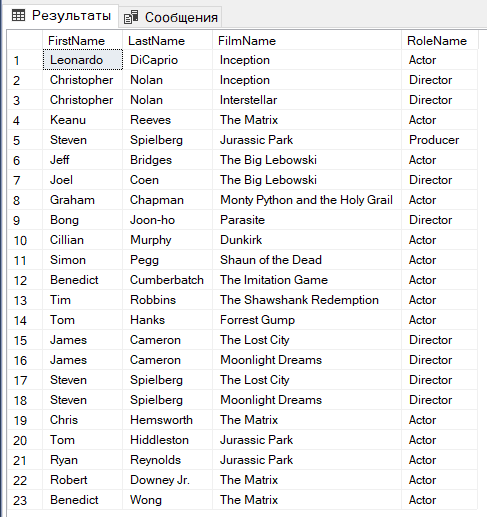 Результаты Сообщения
FirstName LastName FilmName RoleName
1 Leonardo DiCaprio Inception Actor
2 Christopher Nolan Inception Director
3 Christopher Nolan Interstellar Director
4 Keanu Reeves The Matrix Actor
5 Steven Spielberg Jurassic Park Producer
6 Jeff Bridges The Big Lebowski Actor
7 Joel Coen The Big Lebowski Director
8 Graham Chapman Monty Python and the Holy Grail Actor
9 Bong Joon-ho Parasite Director
10 Cillian Murphy Dunkirk Actor
11 Simon Pegg Shaun of the Dead Actor
12 Benedict Cumberbatch The Imitation Game Actor
13 Tim Robbins The Shawshank Redemption Actor
14 Tom Hanks Forrest Gump Actor
15 James Cameron The Lost City Director
16 James Cameron Moonlight Dreams Director
17 Steven Spielberg The Lost City Director
18 Steven Spielberg Moonlight Dreams Director
19 Chris Hemsworth The Matrix Actor
20 Tom Hiddleston Jurassic Park Actor
21 Ryan Reynolds Jurassic Park Actor
22 Robert Downey Jr. The Matrix Actor
23 Benedict Wong The Matrix Actor